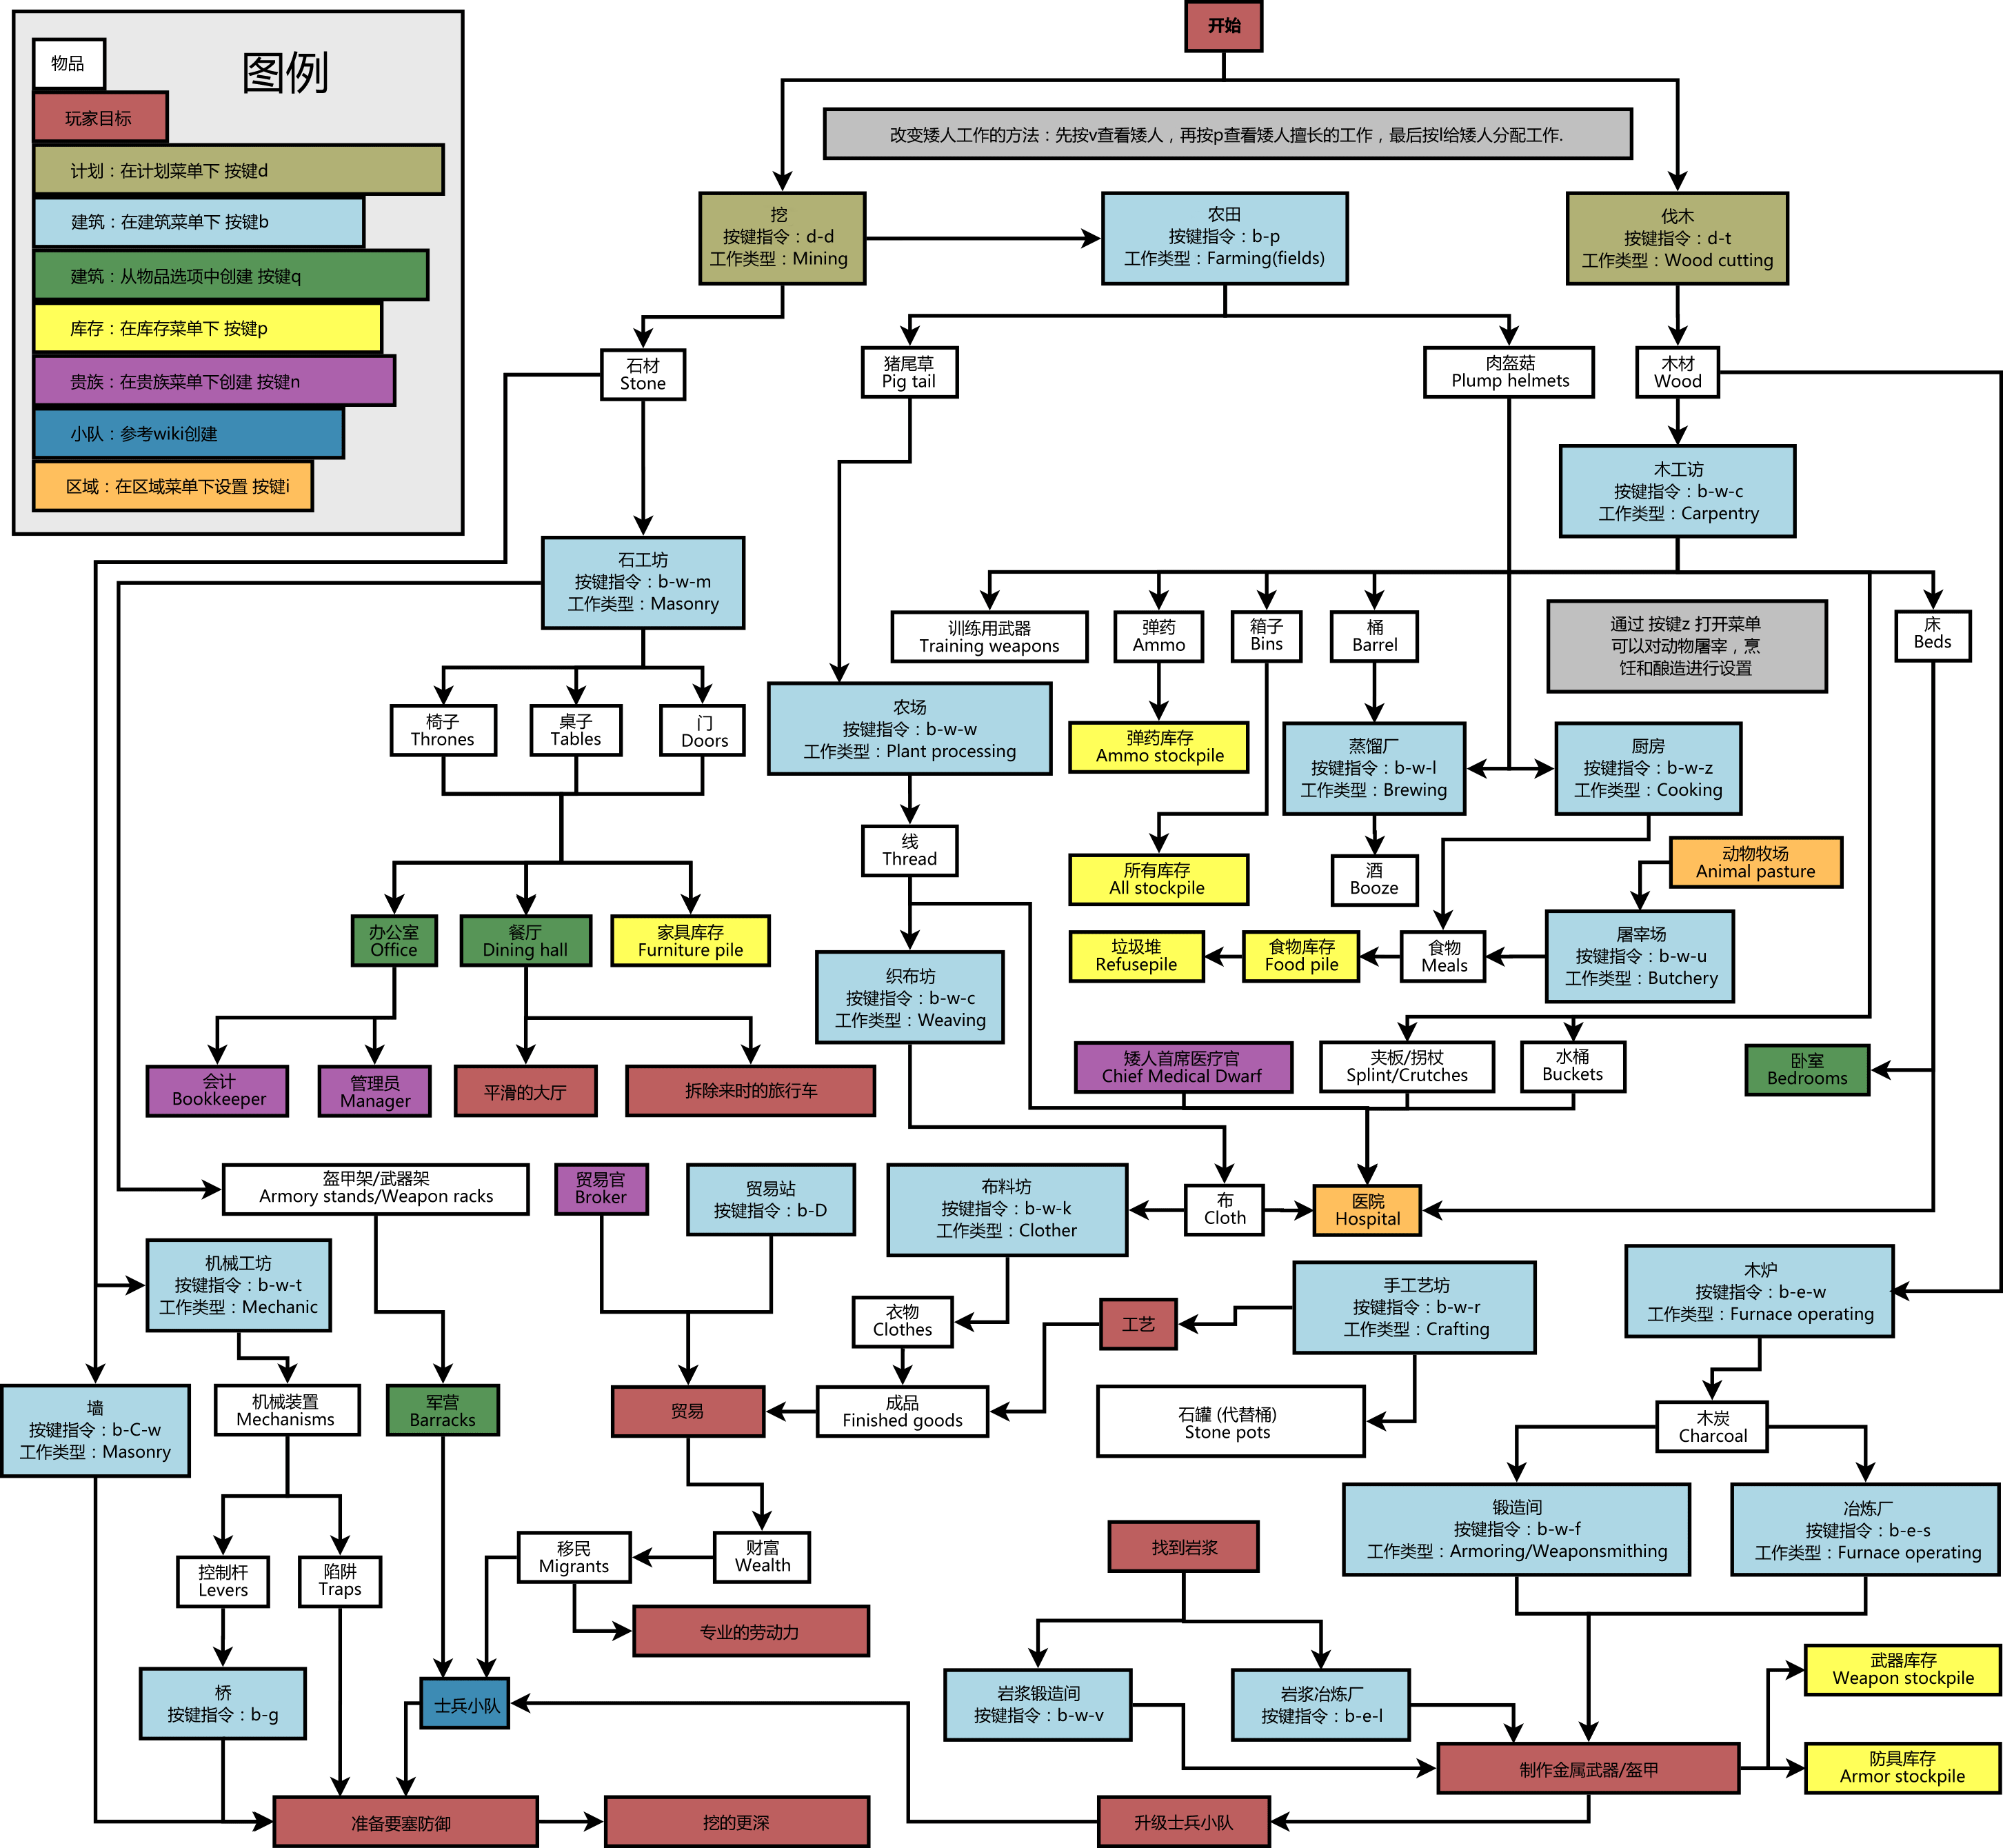 图例
物品
玩家目标
计划：在计划菜单下 按键d
建筑：在建筑菜单下 按键b
建筑：从物品选项中创建 按键q
库存：在库存菜单下 按键p
贵族：在贵族菜单下创建 按键n
小队：参考wiki创建
区域：在区域菜单下设置 按键i
开始
改变矮人工作的方法：先按v查看矮人，再按p查看矮人擅长的工作，最后按l给矮人分配工作.
挖
按键指令：d-d
工作类型：Mining
农田
按键指令：b-p
工作类型：Farming(fields)
伐木
按键指令：d-t
工作类型：Wood cutting
石材
Stone
猪尾草
Pig tail
肉盔菇
Plump helmets
木材
Wood
木工访
按键指令：b-w-c
工作类型：Carpentry
石工坊
按键指令：b-w-m
工作类型：Masonry
训练用武器
Training weapons
弹药
Ammo
箱子
Bins
桶
Barrel
通过 按键z 打开菜单
可以对动物屠宰，烹
饪和酿造进行设置
床
Beds
椅子
Thrones
桌子
Tables
门
Doors
农场
按键指令：b-w-w
工作类型：Plant processing
弹药库存
Ammo stockpile
蒸馏厂
按键指令：b-w-l
工作类型：Brewing
厨房
按键指令：b-w-z
工作类型：Cooking
线
Thread
所有库存
All stockpile
酒
Booze
动物牧场
Animal pasture
办公室
Office
餐厅
Dining hall
家具库存
Furniture pile
织布坊
按键指令：b-w-c
工作类型：Weaving
垃圾堆
Refusepile
食物库存
Food pile
食物
Meals
屠宰场
按键指令：b-w-u
工作类型：Butchery
会计
Bookkeeper
管理员
Manager
平滑的大厅
拆除来时的旅行车
矮人首席医疗官
Chief Medical Dwarf
夹板/拐杖
Splint/Crutches
水桶
Buckets
卧室
Bedrooms
盔甲架/武器架
Armory stands/Weapon racks
贸易官
Broker
贸易站
按键指令：b-D
布料坊
按键指令：b-w-k
工作类型：Clother
布
Cloth
医院
Hospital
机械工坊
按键指令：b-w-t
工作类型：Mechanic
衣物
Clothes
工艺
手工艺坊
按键指令：b-w-r
工作类型：Crafting
木炉
按键指令：b-e-w
工作类型：Furnace operating
墙
按键指令：b-C-w
工作类型：Masonry
机械装置
Mechanisms
军营
Barracks
贸易
成品
Finished goods
石罐 (代替桶)
Stone pots
木炭
Charcoal
控制杆
Levers
陷阱
Traps
移民
Migrants
财富
Wealth
找到岩浆
锻造间
按键指令：b-w-f
工作类型：Armoring/Weaponsmithing
冶炼厂
按键指令：b-e-s
工作类型：Furnace operating
专业的劳动力
桥
按键指令：b-g
士兵小队
岩浆锻造间
按键指令：b-w-v
岩浆冶炼厂
按键指令：b-e-l
武器库存
Weapon stockpile
制作金属武器/盔甲
防具库存
Armor stockpile
准备要塞防御
挖的更深
升级士兵小队